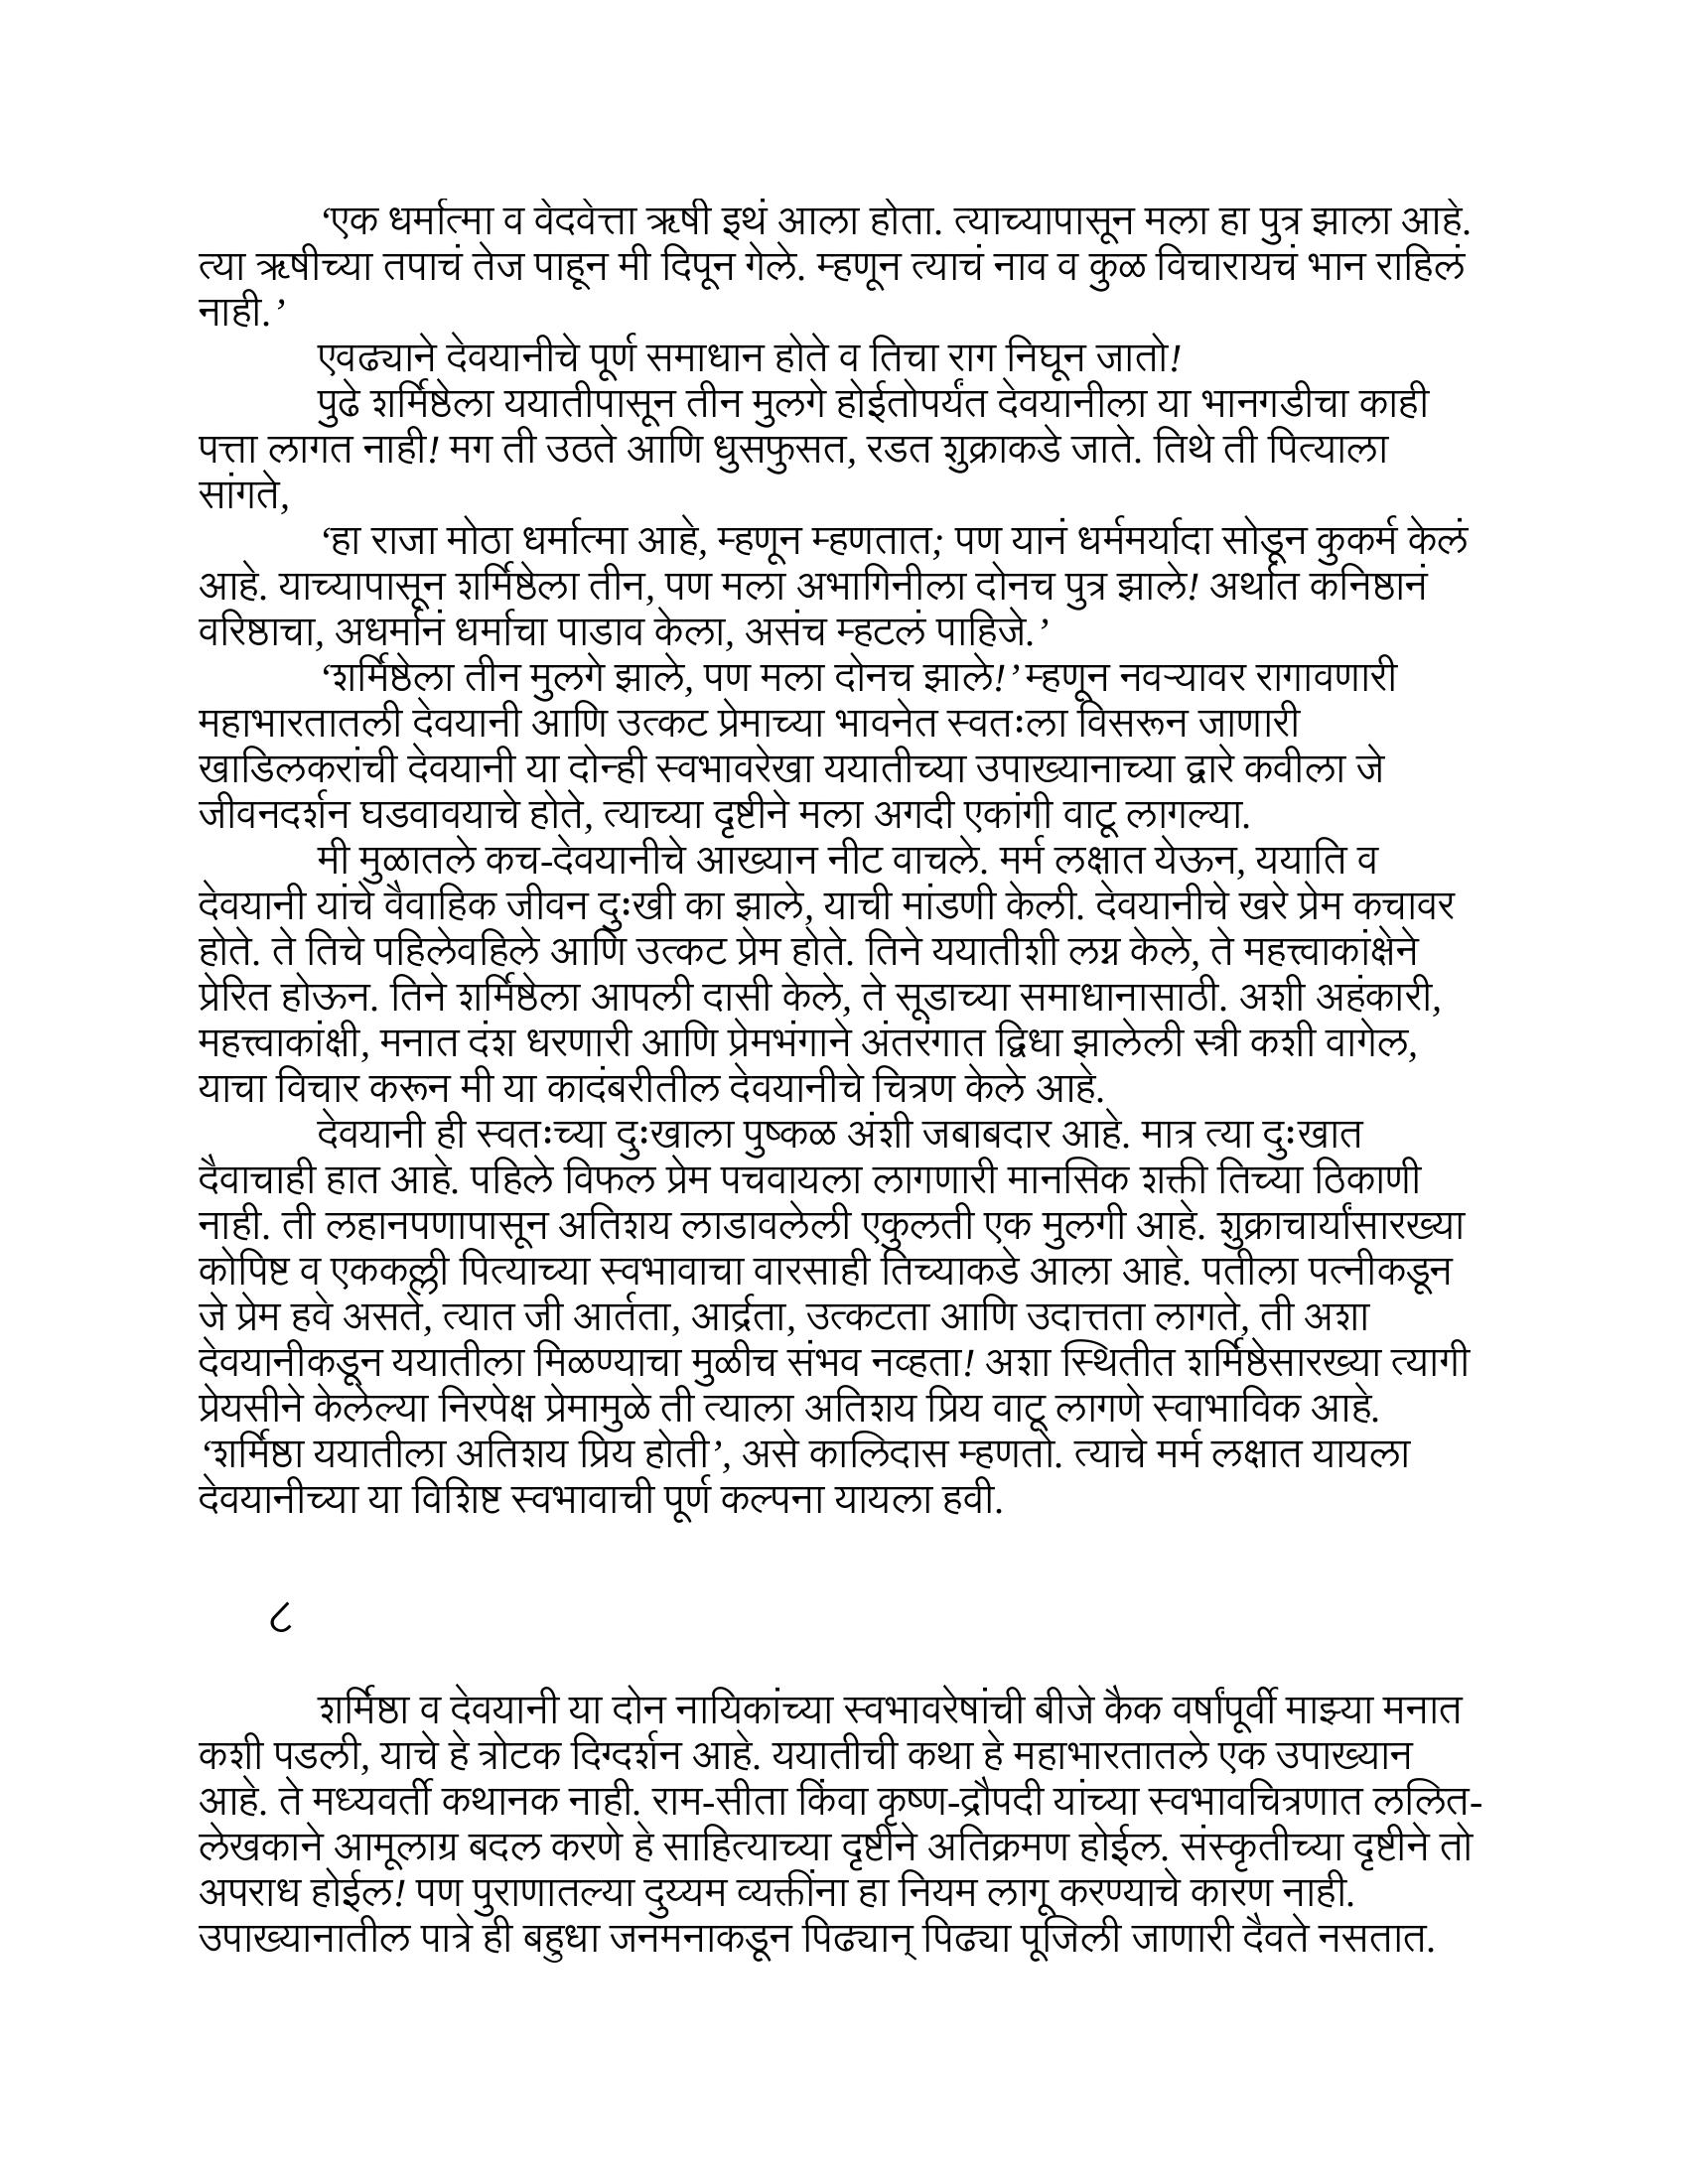 ‘एक धर्मात्मा व वेदवेत्ता ऋषी इथं आला होता. त्याच्यापासून मला हा पुत्र झाला आहे.
त्या ऋषीच्या तपाचं तेज पाहून मी दिपून गेले. म्हणून त्याचं नाव व कुळ विचारायचं भान राहिलं
नाही.’
एवढ्याने देवयानीचे पूर्ण समाधान होते व तिचा राग निघून जातो!
पुढे शर्मिष्ठेला ययातीपासून तीन मुलगे होईतोपर्यंत देवयानीला या भानगडीचा काही
पत्ता लागत नाही! मग ती उठते आणि धुसफुसत, रडत शुक्राकडे जाते. तिथे ती पित्याला
सांगते,
‘हा राजा मोठा धर्मात्मा आहे, म्हणून म्हणतात; पण यानं धर्ममर्यादा सोडून कुकर्म केलं
आहे. याच्यापासून शर्मिष्ठेला तीन, पण मला अभागिनीला दोनच पुत्र झाले! अर्थात कनिष्ठानं
वरिष्ठाचा, अधर्मानं धर्माचा पाडाव केला, असंच म्हटलं पाहिजे.’
‘शर्मिष्ठेला तीन मुलगे झाले, पण मला दोनच झाले!’ म्हणून नवऱ्यावर रागावणारी
महाभारतातली देवयानी आणि उत्कट प्रेमाच्या भावनेत स्वतःला विसरून जाणारी
खाडिलकरांची देवयानी या दोन्ही स्वभावरेखा ययातीच्या उपाख्यानाच्या द्वारे कवीला जे
जीवनदर्शन घडवावयाचे होते, त्याच्या दृष्टीने मला अगदी एकांगी वाटू लागल्या.
मी मुळातले कच-देवयानीचे आख्यान नीट वाचले. मर्म लक्षात येऊन, ययाति व
देवयानी यांचे वैवाहिक जीवन दुःखी का झाले, याची मांडणी केली. देवयानीचे खरे प्रेम कचावर
होते. ते तिचे पहिलेवहिले आणि उत्कट प्रेम होते. तिने ययातीशी लग्न केले, ते महत्त्वाकांक्षेने
प्रेरित होऊन. तिने शर्मिष्ठेला आपली दासी केले, ते सूडाच्या समाधानासाठी. अशी अहंकारी,
महत्त्वाकांक्षी, मनात दंश धरणारी आणि प्रेमभंगाने अंतरंगात द्विधा झालेली स्त्री कशी वागेल,
याचा विचार करून मी या कादंबरीतील देवयानीचे चित्रण केले आहे.
देवयानी ही स्वतःच्या दुःखाला पुष्कळ अंशी जबाबदार आहे. मात्र त्या दुःखात
दैवाचाही हात आहे. पहिले विफल प्रेम पचवायला लागणारी मानसिक शक्ती तिच्या ठिकाणी
नाही. ती लहानपणापासून अतिशय लाडावलेली एकुलती एक मुलगी आहे. शुक्राचार्यांसारख्या
कोपिष्ट व एककल्ली पित्याच्या स्वभावाचा वारसाही तिच्याकडे आला आहे. पतीला पत्नीकडून
जे प्रेम हवे असते, त्यात जी आर्तता, आर्द्रता, उत्कटता आणि उदात्तता लागते, ती अशा
देवयानीकडून ययातीला मिळण्याचा मुळीच संभव नव्हता! अशा स्थितीत शर्मिष्ठेसारख्या त्यागी
प्रेयसीने केलेल्या निरपेक्ष प्रेमामुळे ती त्याला अतिशय प्रिय वाटू लागणे स्वाभाविक आहे.
‘शर्मिष्ठा ययातीला अतिशय प्रिय होती’, असे कालिदास म्हणतो. त्याचे मर्म लक्षात यायला
देवयानीच्या या विशिष्ट स्वभावाची पूर्ण कल्पना यायला हवी.
८
शर्मिष्ठा व देवयानी या दोन नायिकांच्या स्वभावरेषांची बीजे कैक वर्षांपूर्वी माझ्या मनात
कशी पडली, याचे हे त्रोटक दिग्दर्शन आहे. ययातीची कथा हे महाभारतातले एक उपाख्यान
आहे. ते मध्यवर्ती कथानक नाही. राम-सीता किंवा कृष्ण-द्रौपदी यांच्या स्वभावचित्रणात ललित-
लेखकाने आमूलाग्र बदल करणे हे साहित्याच्या दृष्टीने अतिक्रमण होईल. संस्कृतीच्या दृष्टीने तो
अपराध होईल! पण पुराणातल्या दुय्यम व्यक्तींना हा नियम लागू करण्याचे कारण नाही.
उपाख्यानातील पात्रे ही बहुधा जनमनाकडून पिढ्यान् पिढ्या पूजिली जाणारी दैवते नसतात.